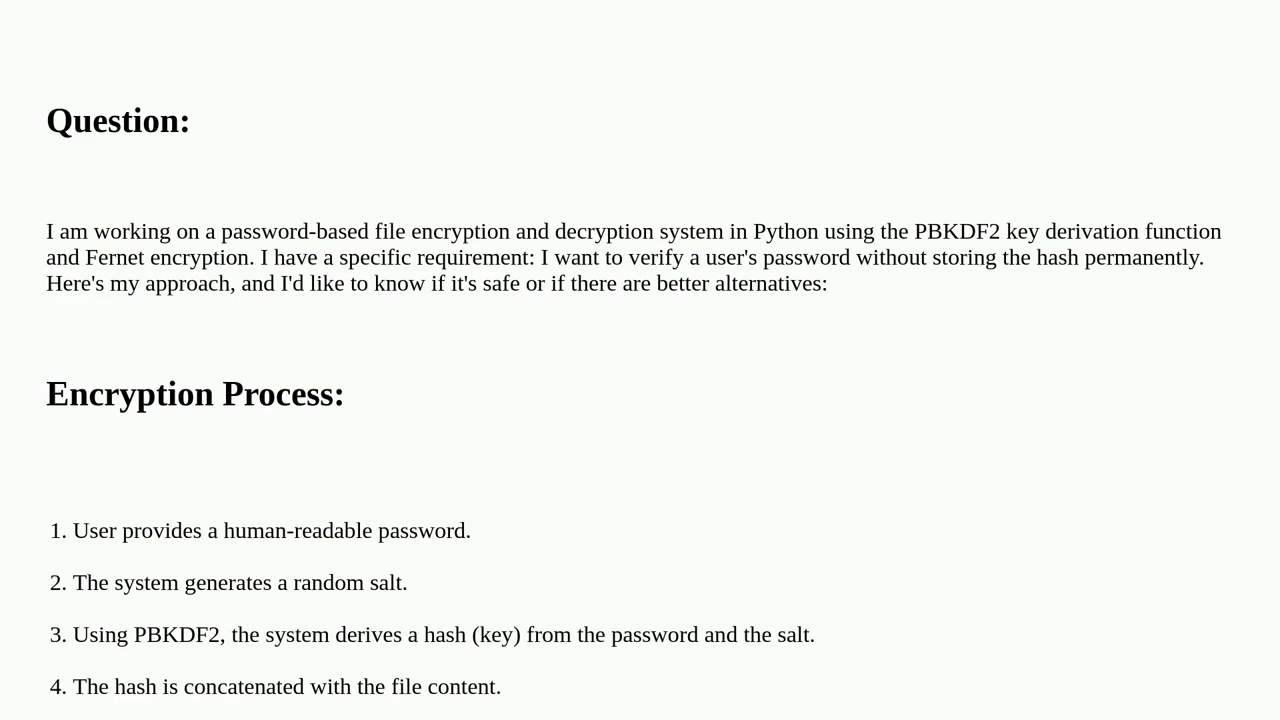 Question:
I am working on a password-based file encryption and decryption system in Python using the PBKDF2 key derivation function
and Fernet encryption. I have a specific requirement: I want to verify a user's password without storing the hash permanently.
Here's my approach, and I'd like to know if it's safe or if there are better alternatives:
Encryption Process:
1. User provides a human-readable password.
2. The system generates a random salt.
3. Using PBKDF2, the system derives a hash (key) from the password and the salt.
4. The hash is concatenated with the file content.